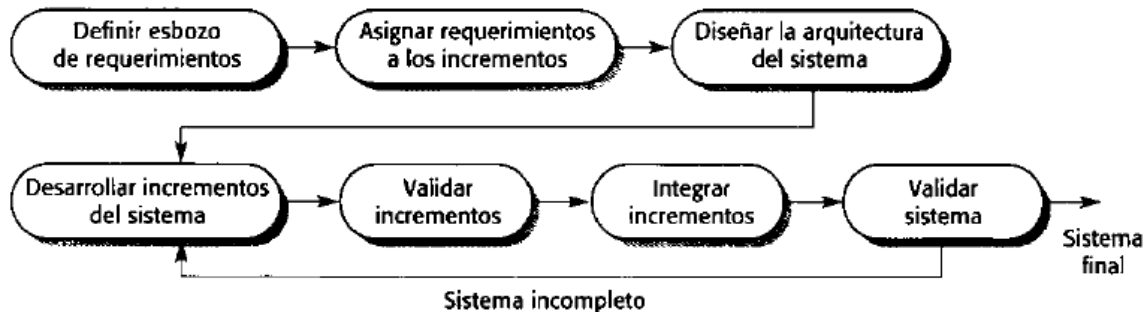 Definir esbozo
de requerimientos
Asignar requerimientos
a los incrementos
Diseñar la arquitectura
del sistema
Desarrollar incrementos
del sistema
Validar
incrementos
Integrar
incrementos
Validar
sistema
Sistema
final
Sistema incompleto